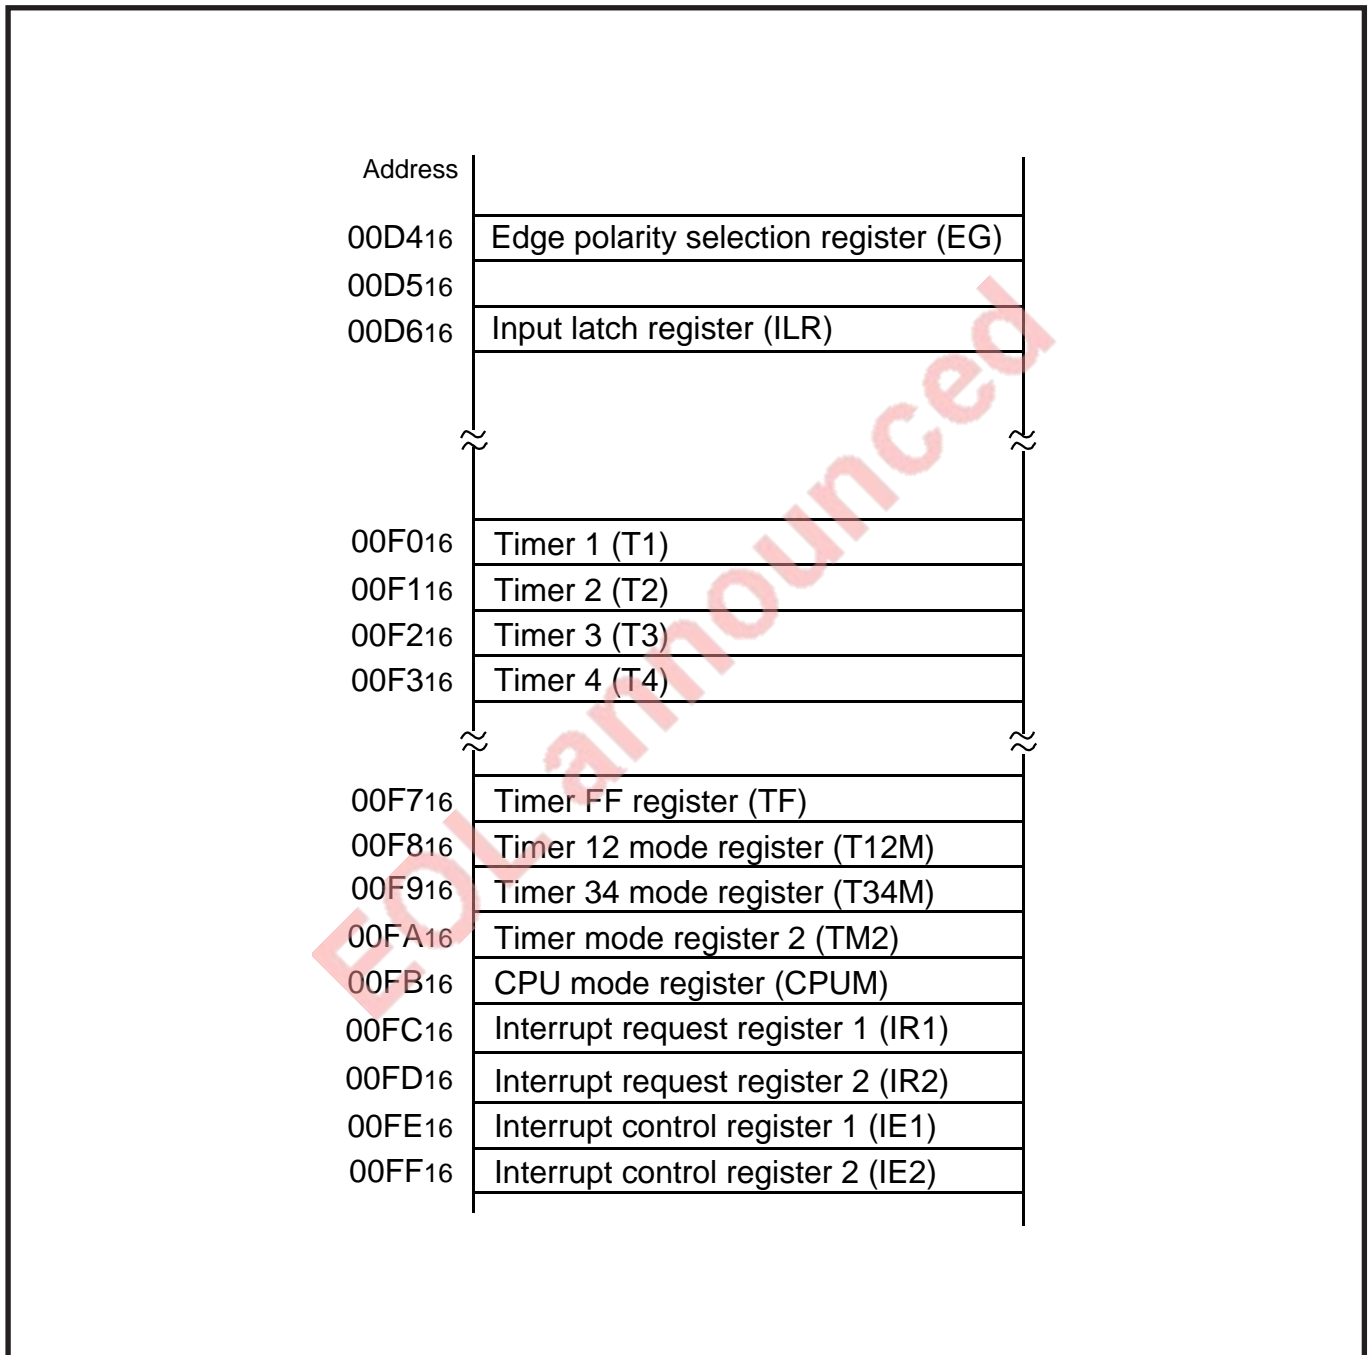 Address
00D416 Edge polarity selection register (EG)
00D516
00D616 Input latch register (ILR)
00F016 Timer 1 (T1)
00F116 Timer 2 (T2)
00F216 Timer 3 (T3)
00F316 Timer 4 (T4)
00F716 Timer FF register (TF)
00F816 Timer 12 mode register (T12M)
00F916 Timer 34 mode register (T34M)
00FA16 Timer mode register 2 (TM2)
00FB16 CPU mode register (CPUM)
00FC16 Interrupt request register 1 (IR1)
00FD16 Interrupt request register 2 (IR2)
00FE16 Interrupt control register 1 (IE1)
00FF16 Interrupt control register 2 (IE2)
EOL announced